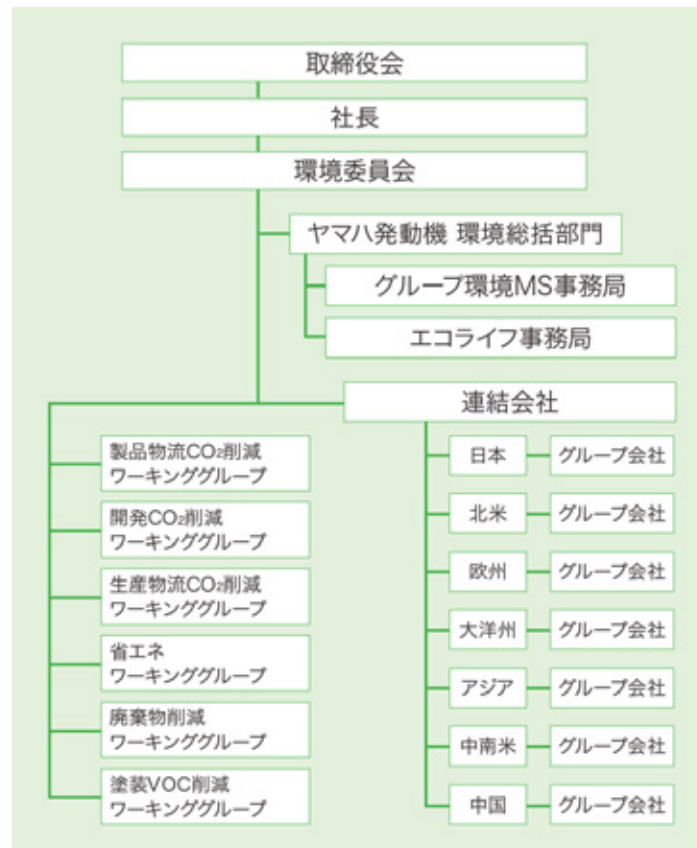 取締役会
社長
環境委員会
ヤマハ発動機 環境総括部門
グループ環境MS事務局
エコライフ事務局
連結会社
製品物流CO₂削減
ワーキンググループ
開発CO₂削減
ワーキンググループ
生産物流CO₂削減
ワーキンググループ
省エネ
ワーキンググループ
廃棄物削減
ワーキンググループ
塗装VOC削減
ワーキンググループ
日本 グループ会社
北米 グループ会社
欧州 グループ会社
大洋州 グループ会社
アジア グループ会社
中南米 グループ会社
中国 グループ会社